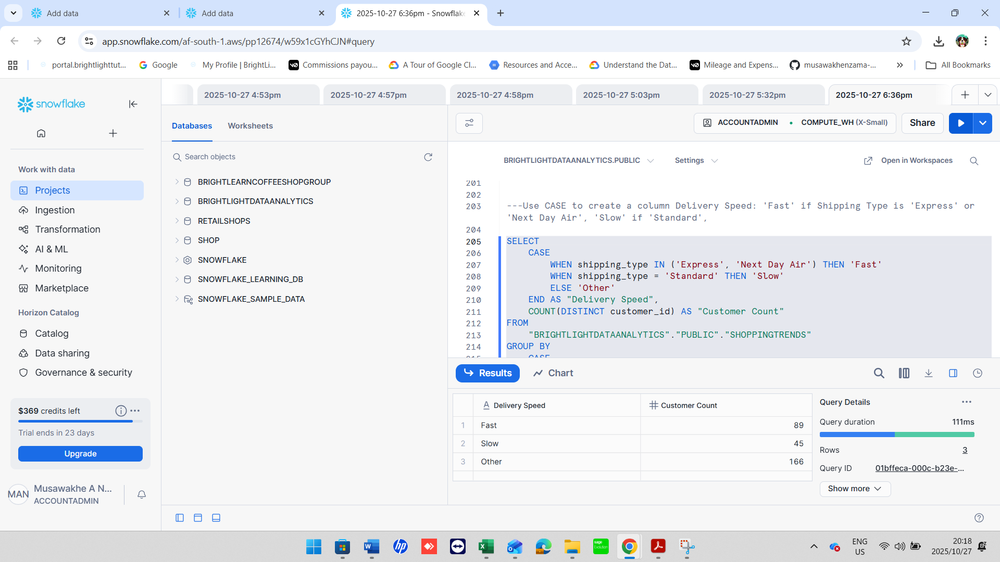 Add data
Add data
2025-10-27 6:36pm - Snowflake
app.snowflake.com/af-south-1.aws/pp12674/w59x1cGYhCJN#query
portal.brightlighttut...
Google
My Profile | BrightLi...
Commissions payou...
A Tour of Google Cl...
Resources and Acce...
Understand the Dat...
Mileage and Expens...
musawakhenzama-...
All Bookmarks
snowflake
2025-10-27 4:53pm
2025-10-27 4:57pm
2025-10-27 4:58pm
2025-10-27 5:03pm
2025-10-27 5:32pm
2025-10-27 6:36pm
Databases
Worksheets
ACCOUNTADMIN
COMPUTE_WH (X-Small)
Share
Work with data
Projects
Ingestion
Transformation
AI & ML
Monitoring
Marketplace
Horizon Catalog
Catalog
Data sharing
Governance & security
$369 credits left
Trial ends in 23 days
Upgrade
MAN
Musawakhe A N...
ACCOUNTADMIN
Search objects
BRIGHTLEARNCOFFEESHOPGROUP
BRIGHTLIGHTDATAANALYTICS
RETAILSHOPS
SHOP
SNOWFLAKE
SNOWFLAKE_LEARNING_DB
SNOWFLAKE_SAMPLE_DATA
BRIGHTLIGHTDATAANALYTICS.PUBLIC
Settings
Open in Workspaces
201
202
203 ---Use CASE to create a column Delivery Speed: 'Fast' if Shipping Type is 'Express' or
'Next Day Air', 'Slow' if 'Standard',
204
205 SELECT
206 CASE
207 WHEN shipping_type IN ('Express', 'Next Day Air') THEN 'Fast'
208 WHEN shipping_type = 'Standard' THEN 'Slow'
209 ELSE 'Other'
210 END AS "Delivery Speed",
211 COUNT(DISTINCT customer_id) AS "Customer Count"
212 FROM
213 "BRIGHTLIGHTDATAANALYTICS"."PUBLIC"."SHOPPINGTRENDS"
214 GROUP BY
215 CASE
Results
Chart
Delivery Speed Customer Count
1 Fast 89
2 Slow 45
3 Other 166
Query Details
Query duration 111ms
Rows 3
Query ID 01bffeca-000c-b23e-...
Show more
sage
Evolution
ENG
US
20:18
2025/10/27